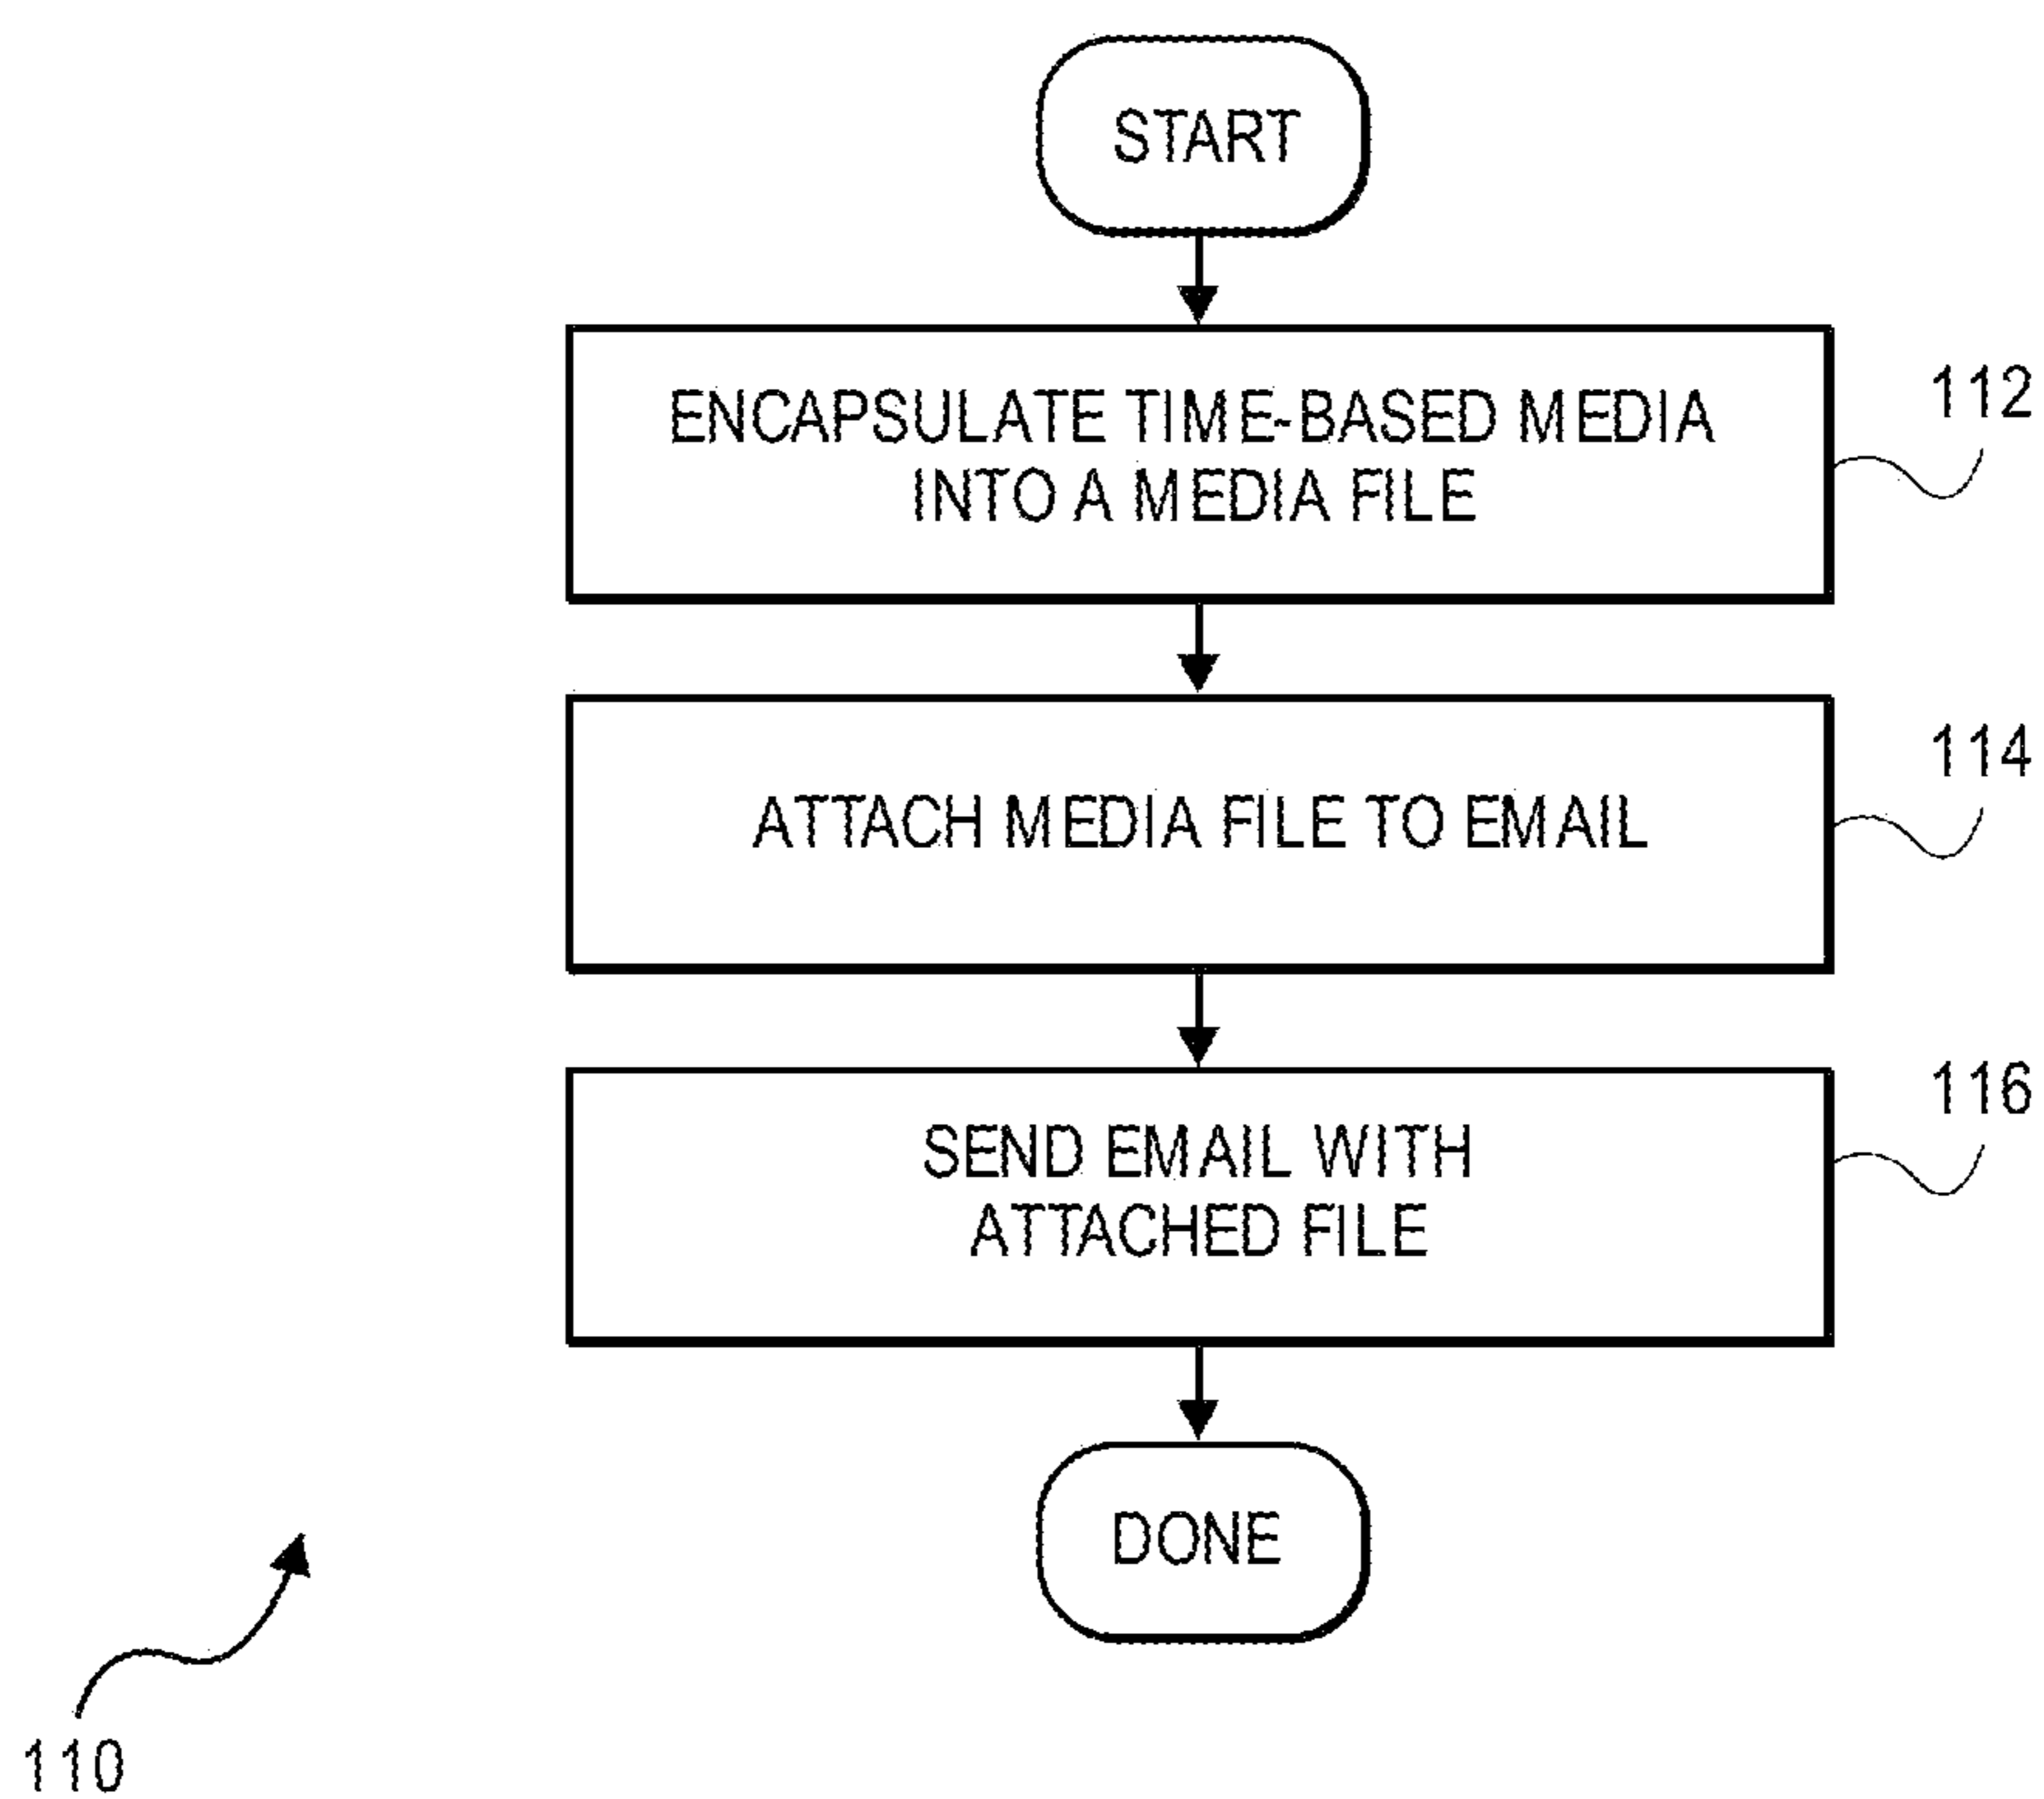 START
ENCAPSULATE TIME-BASED MEDIA
INTO A MEDIA FILE
112
ATTACH MEDIA FILE TO EMAIL
114
SEND EMAIL WITH
ATTACHED FILE
116
DONE
110